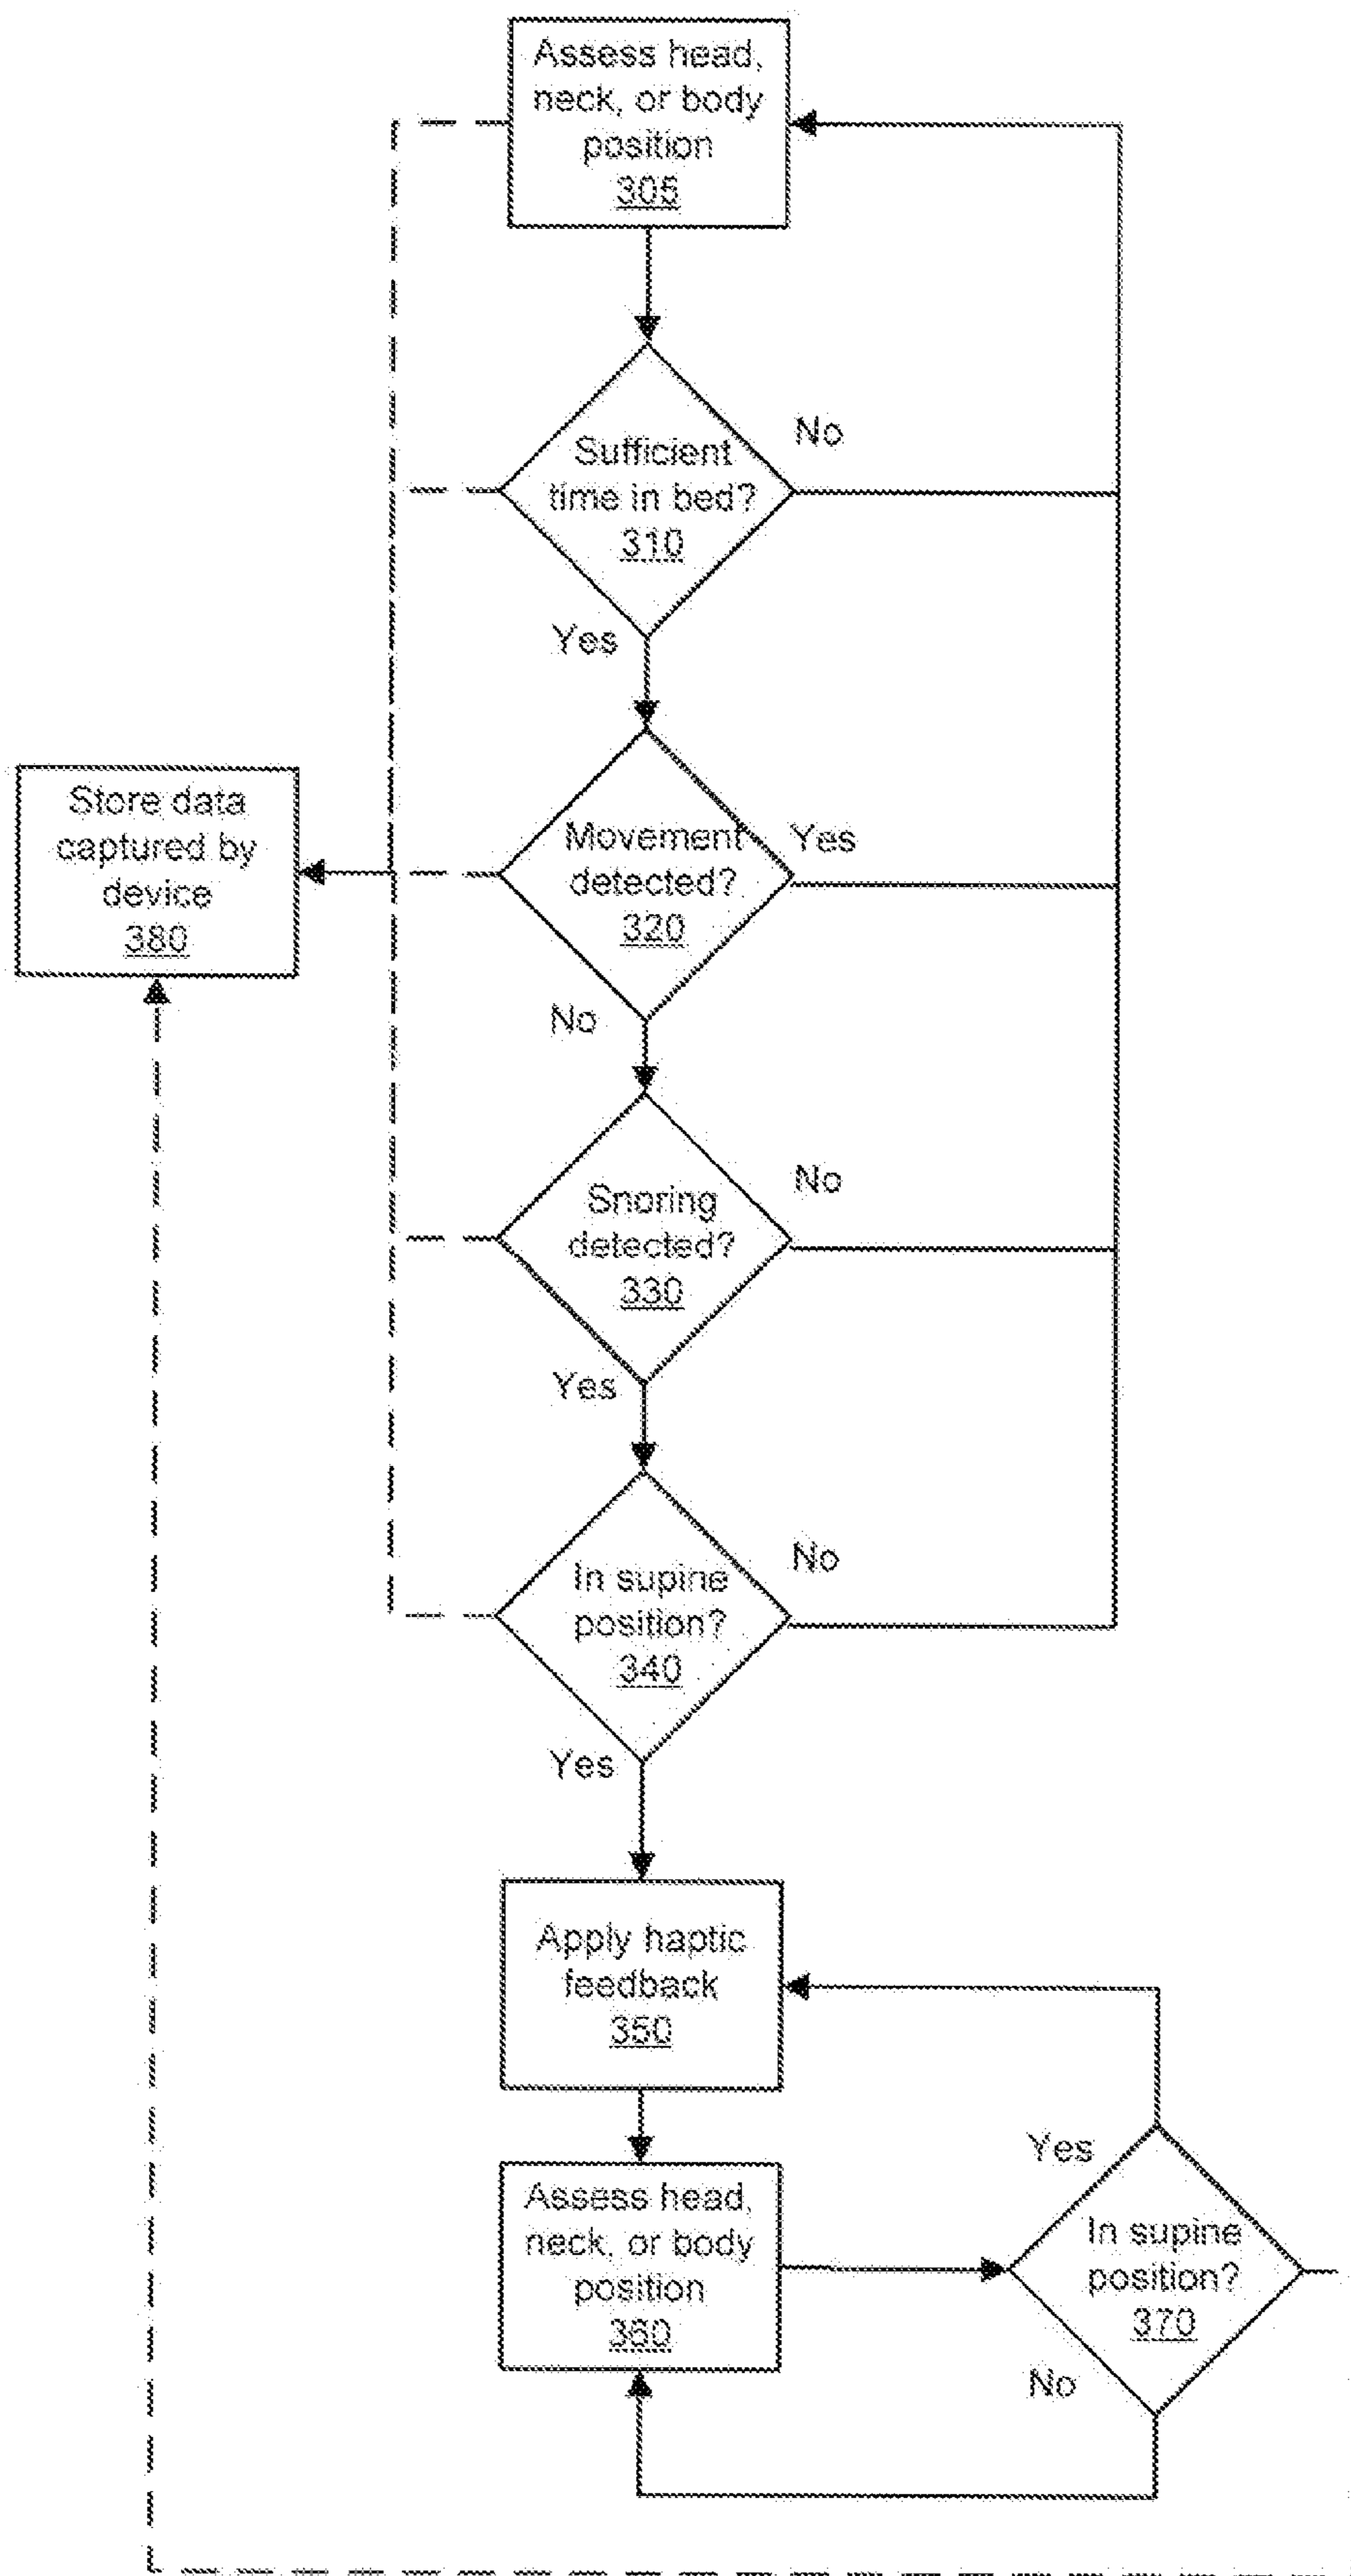 Assess head,
neck, or body
position
305
Sufficient
time in bed?
310
No
Yes
Store data
captured by
device
380
Movement
detected?
320
Yes
No
Snoring
detected?
330
No
Yes
In supine
position?
340
No
Yes
Apply haptic
feedback
350
Assess head,
neck, or body
position
360
Yes
In supine
position?
370
No